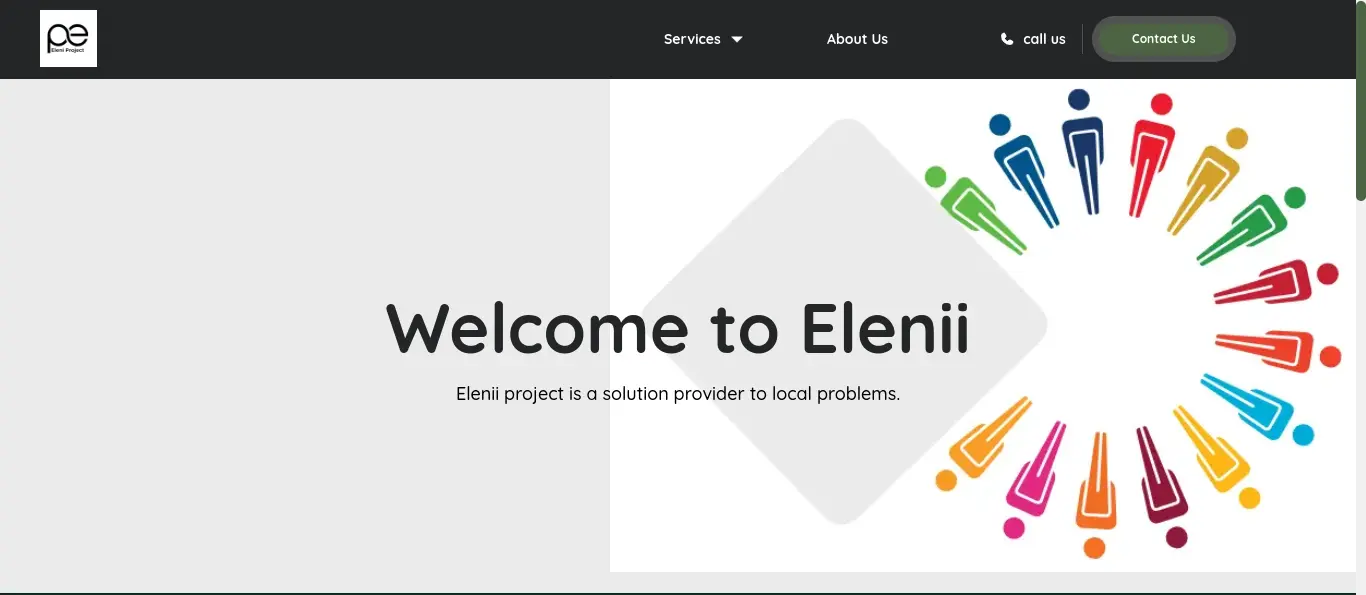 pe
Eleni Project
Services
About Us
call us
Contact Us
Welcome to Elenii
Elenii project is a solution provider to local problems.